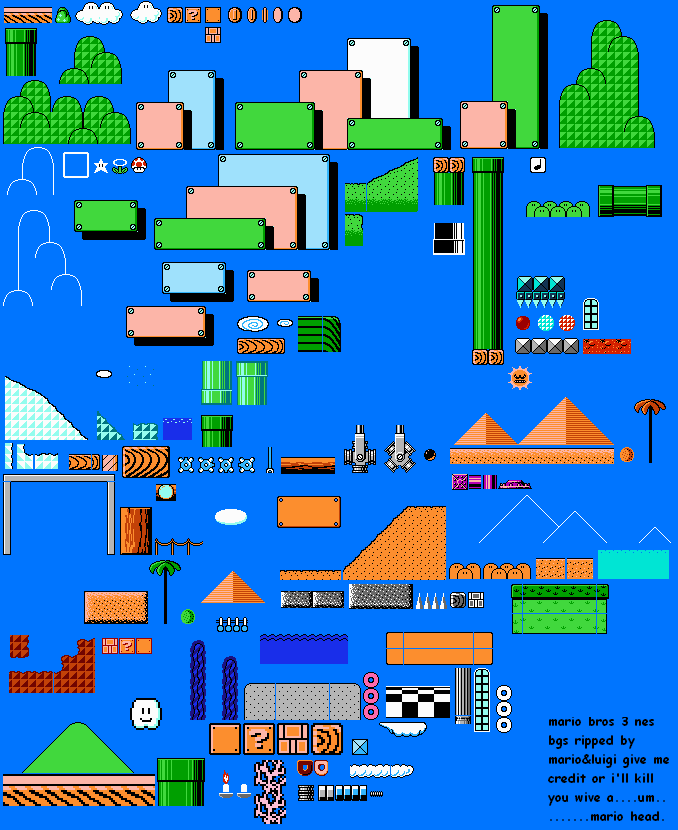 mario bros 3 nes
bgs ripped by
mario&luigi give me
credit or i'll kill
you wive a....um..
.......mario head.